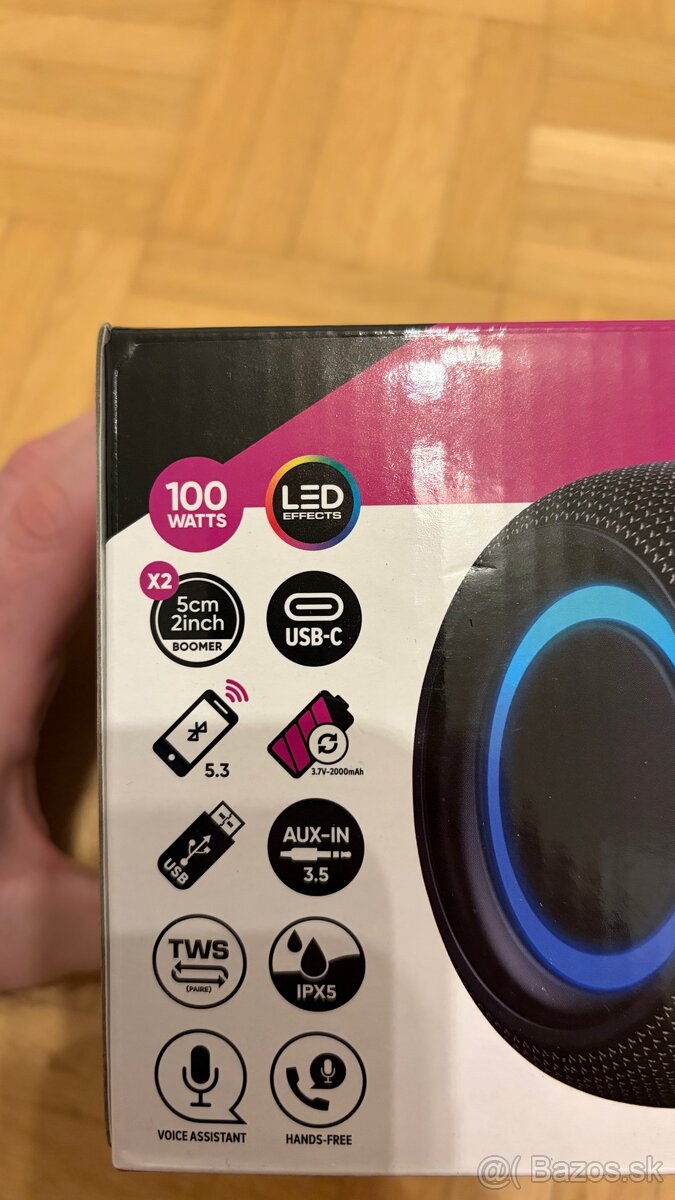 100
WATTS
LED
EFFECTS
X2
5cm
2inch
BOOMER
USB-C
5.3
3.7V-2000mAh
USB
AUX-IN
3.5
TWS
(PAIRE)
IPX5
VOICE ASSISTANT
HANDS-FREE
@( Bazos.sk